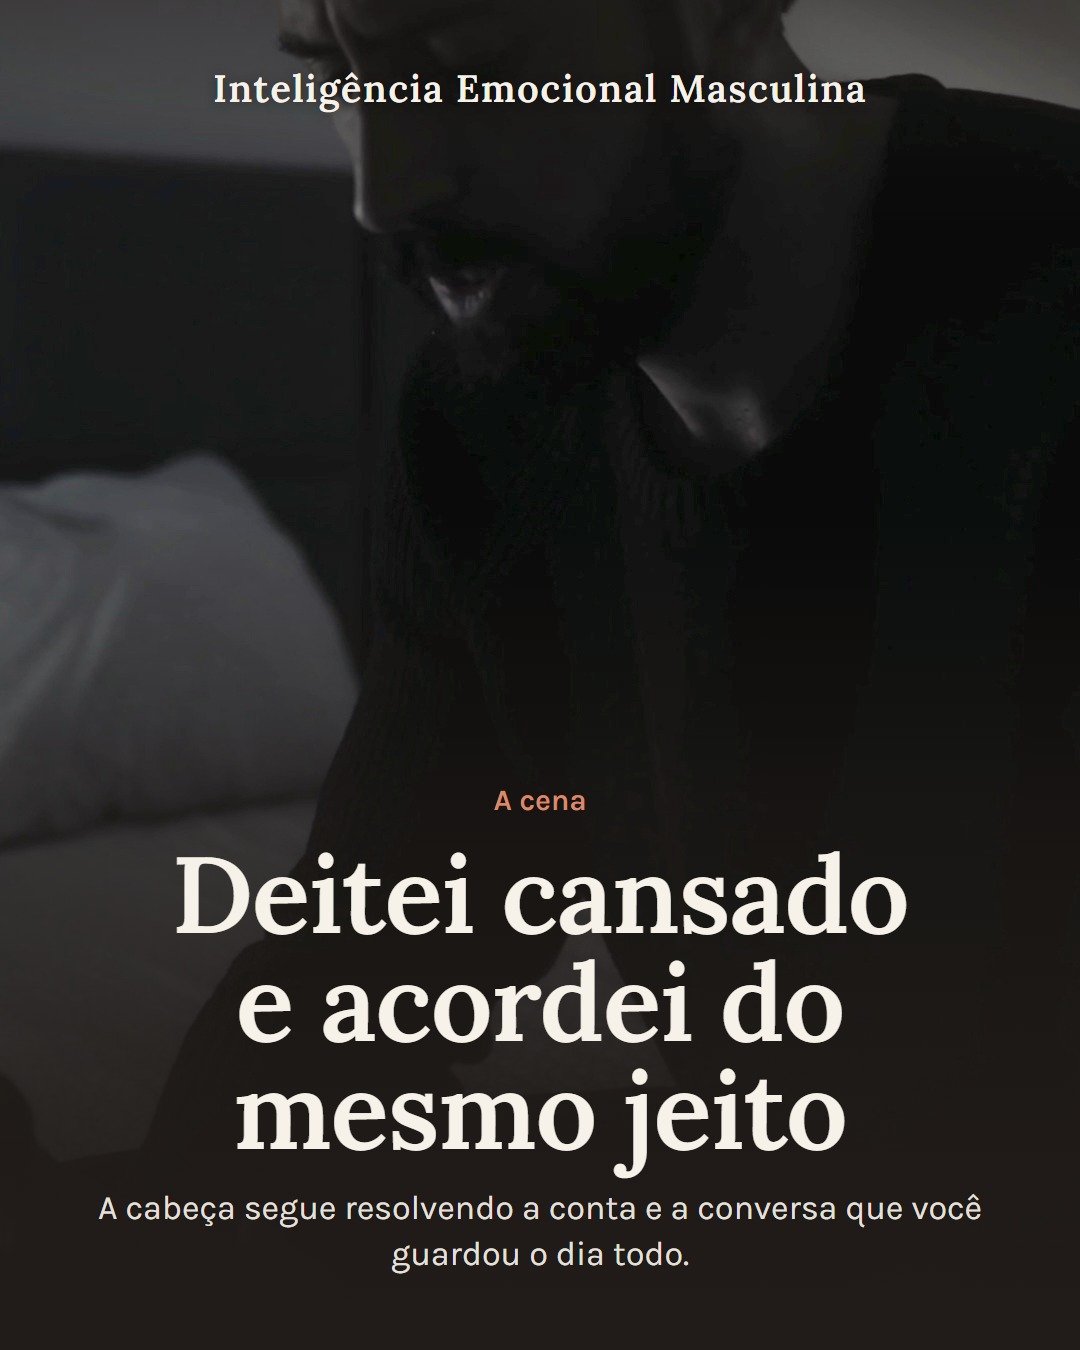 Inteligência Emocional Masculina
A cena
Deitei cansado
e acordei do
mesmo jeito
A cabeça segue resolvendo a conta e a conversa que você
guardou o dia todo.